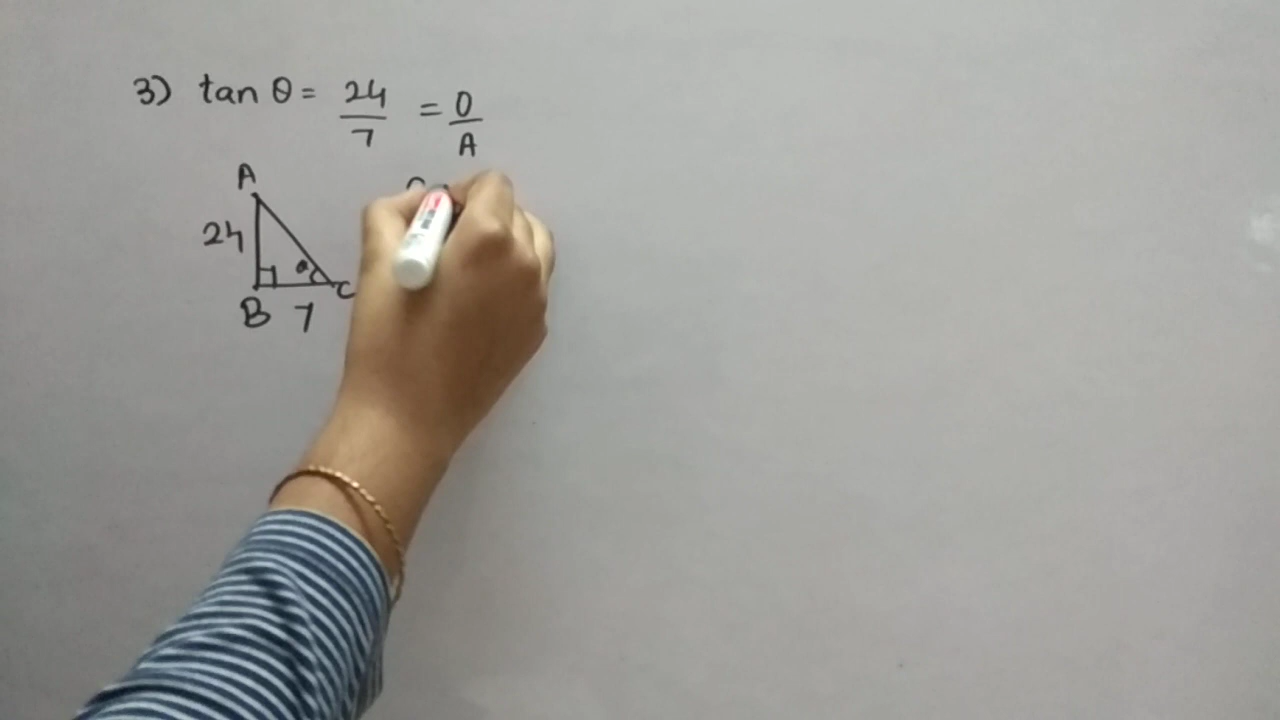 3) tan θ = 24/7 = O/A
A
24
θ
C
B 7